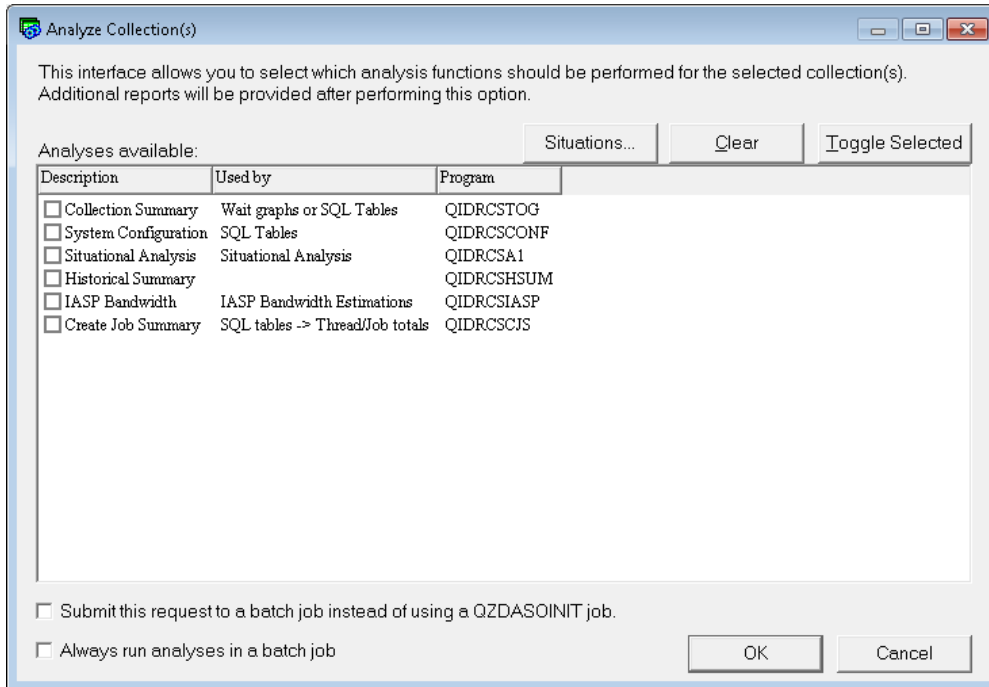 Analyze Collection(s)
This interface allows you to select which analysis functions should be performed for the selected collection(s).
Additional reports will be provided after performing this option.
Analyses available:
Situations...
Clear
Toggle Selected
Description Used by Program
Collection Summary Wait graphs or SQL Tables QIDRCSTOG
System Configuration SQL Tables QIDRCSCONF
Situational Analysis Situational Analysis QIDRCSA1
Historical Summary QIDRCSHSUM
IASP Bandwidth IASP Bandwidth Estimations QIDRCSIASP
Create Job Summary SQL tables -> Thread/Job totals QIDRCSCJS
Submit this request to a batch job instead of using a QZDASOINIT job.
Always run analyses in a batch job
OK
Cancel